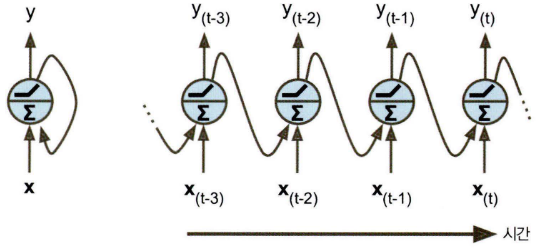 y y(t-3) y(t-2) y(t-1) y(t)
Σ Σ Σ Σ Σ
x x(t-3) x(t-2) x(t-1) x(t)
시간